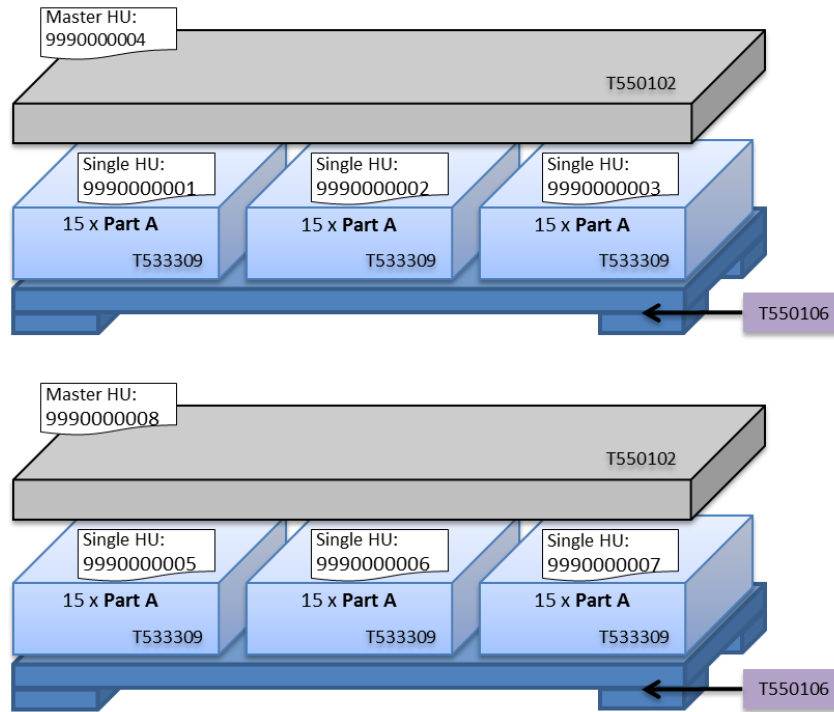 Master HU:
9990000004
T550102
Single HU:
9990000001
Single HU:
9990000002
Single HU:
9990000003
15 x Part A
15 x Part A
15 x Part A
T533309
T533309
T533309
T550106
Master HU:
9990000008
T550102
Single HU:
9990000005
Single HU:
9990000006
Single HU:
9990000007
15 x Part A
15 x Part A
15 x Part A
T533309
T533309
T533309
T550106